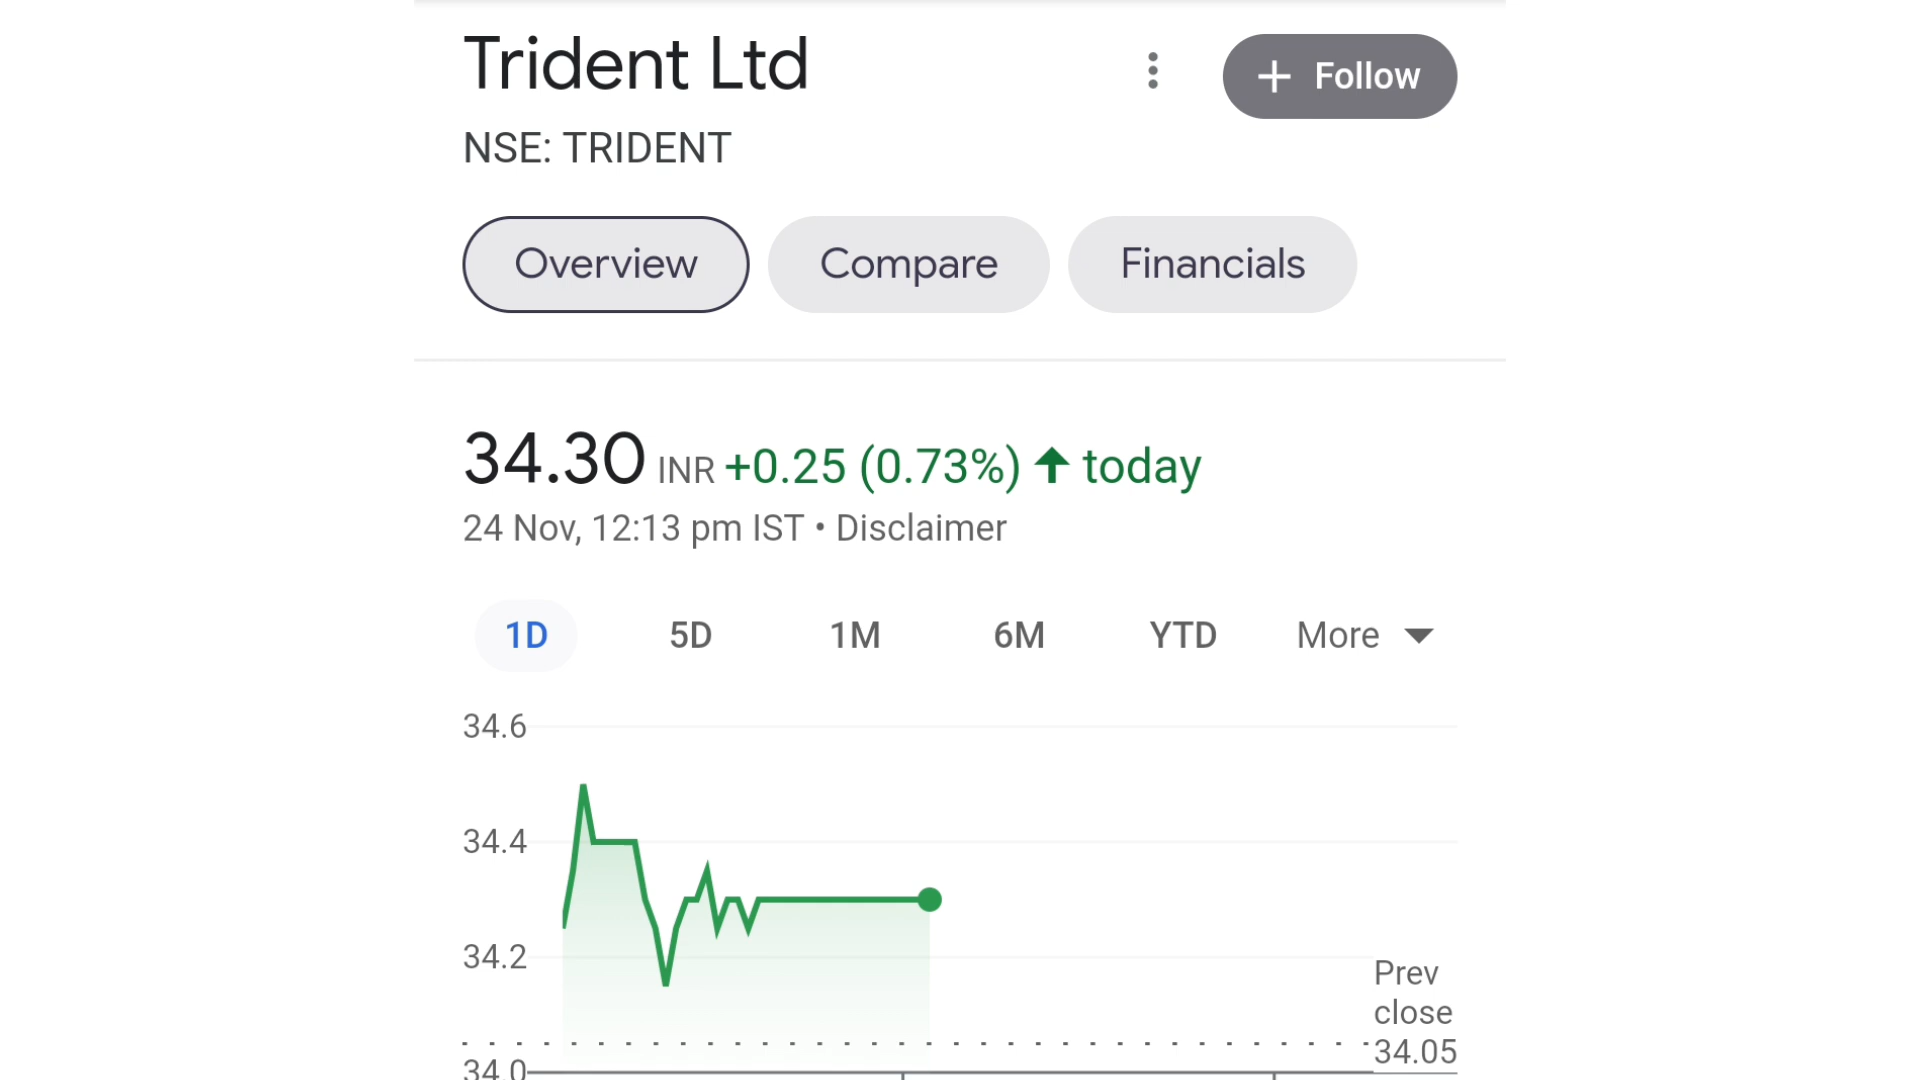 Trident Ltd
+ Follow
NSE: TRIDENT
Overview
Compare
Financials
34.30 INR +0.25 (0.73%) ↑ today
24 Nov, 12:13 pm IST • Disclaimer
1D 5D 1M 6M YTD More
34.6
34.4
34.2
Prev
close
34.05
34.0